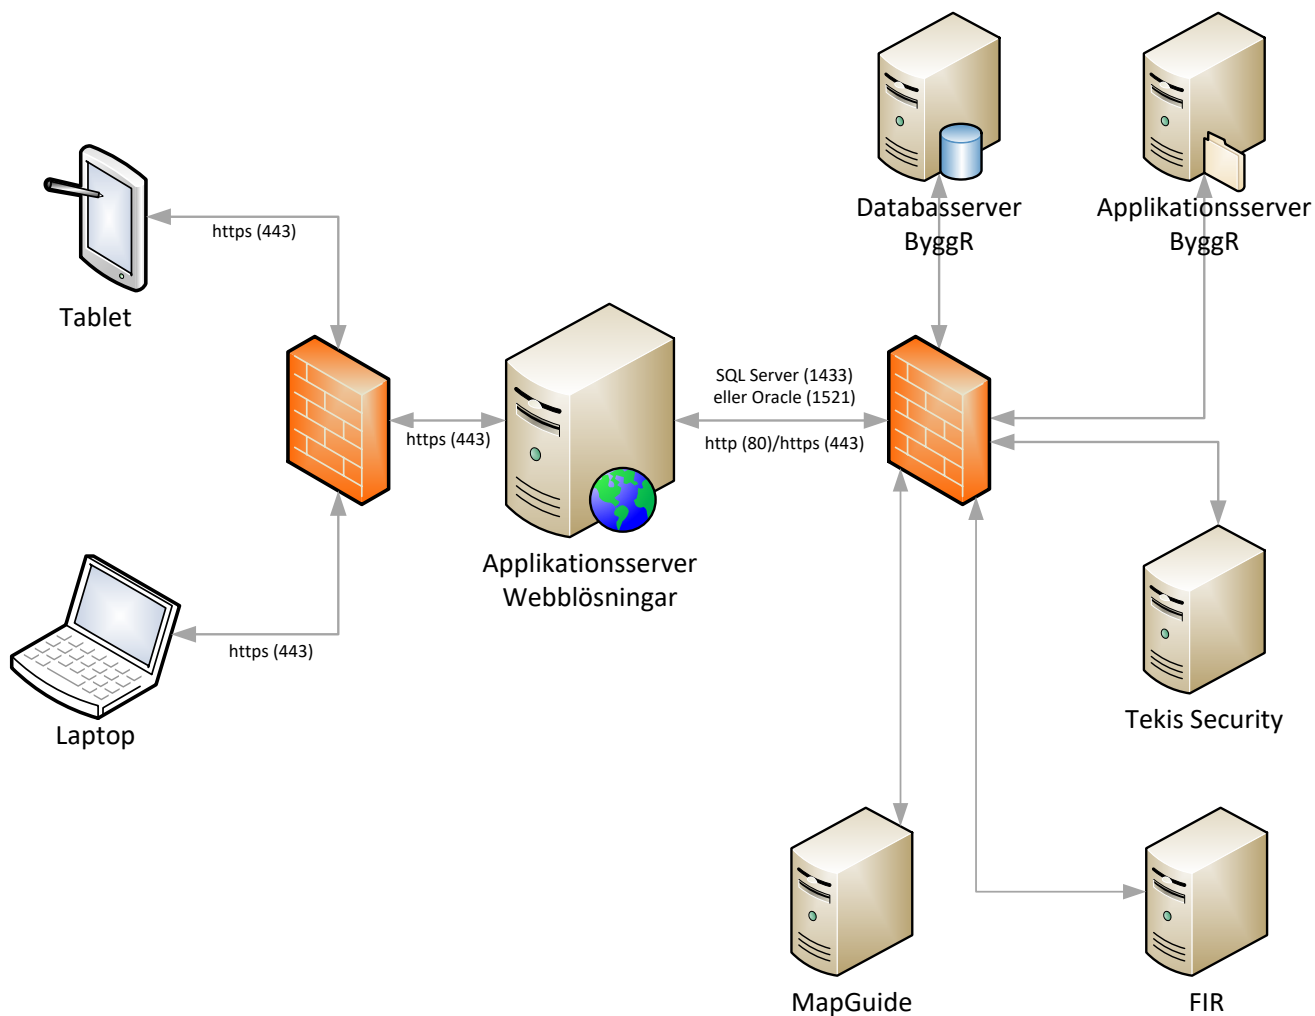 Databasserver
ByggR
Applikationsserver
ByggR
https (443)
Tablet
SQL Server (1433)
eller Oracle (1521)
https (443)
http (80)/https (443)
Applikationsserver
Webblösningar
https (443)
Laptop
Tekis Security
MapGuide
FIR